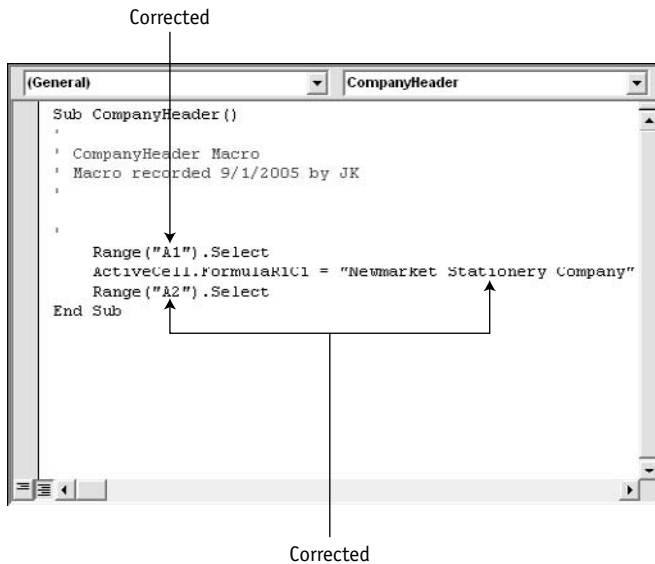 Corrected
(General) CompanyHeader
Sub CompanyHeader()
'
' CompanyHeader Macro
' Macro recorded 9/1/2005 by JK
'

'
Range("A1").Select
ActiveCell.FormulaR1C1 = "Newmarket Stationery Company"
Range("A2").Select
End Sub
Corrected